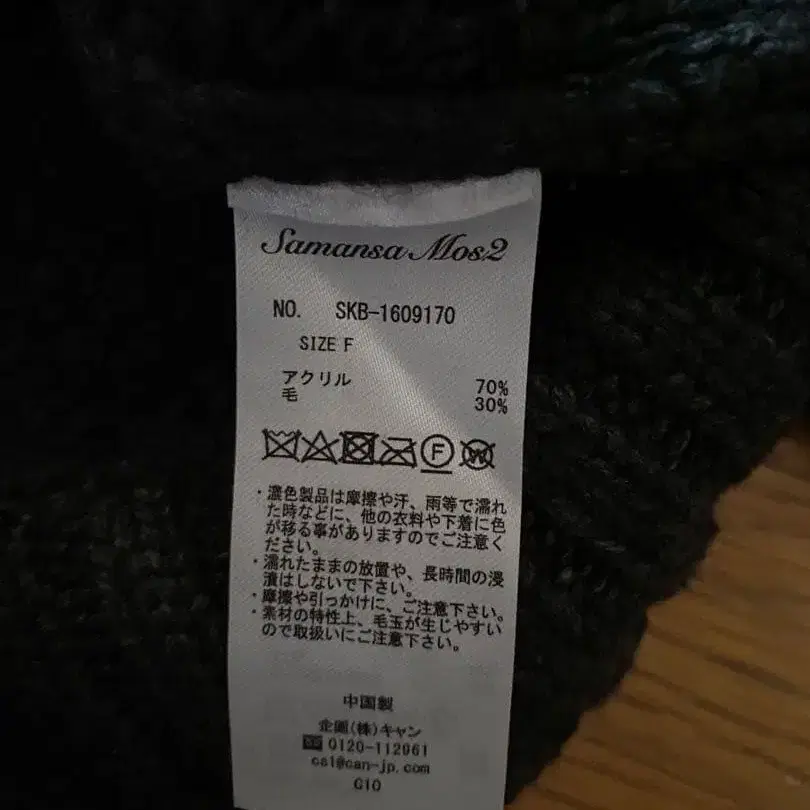 Samansa Mos2
NO. SKB-1609170
SIZE F
アクリル 70%
毛 30%
F W
・濃色製品は摩擦や汗、雨等で濡れ
た時などに、他の衣料や下着に色
が移る事がありますのでご注意く
ださい。
・濡れたままの放置や、長時間の浸
漬はしないで下さい。
・摩擦や引っかけに、ご注意下さい。
・素材の特性上、毛玉が生じやすい
ので取扱いにご注意下さい。
中国製
企画(株)キャン
☎0120-112961
cs1@can-jp.com
G10